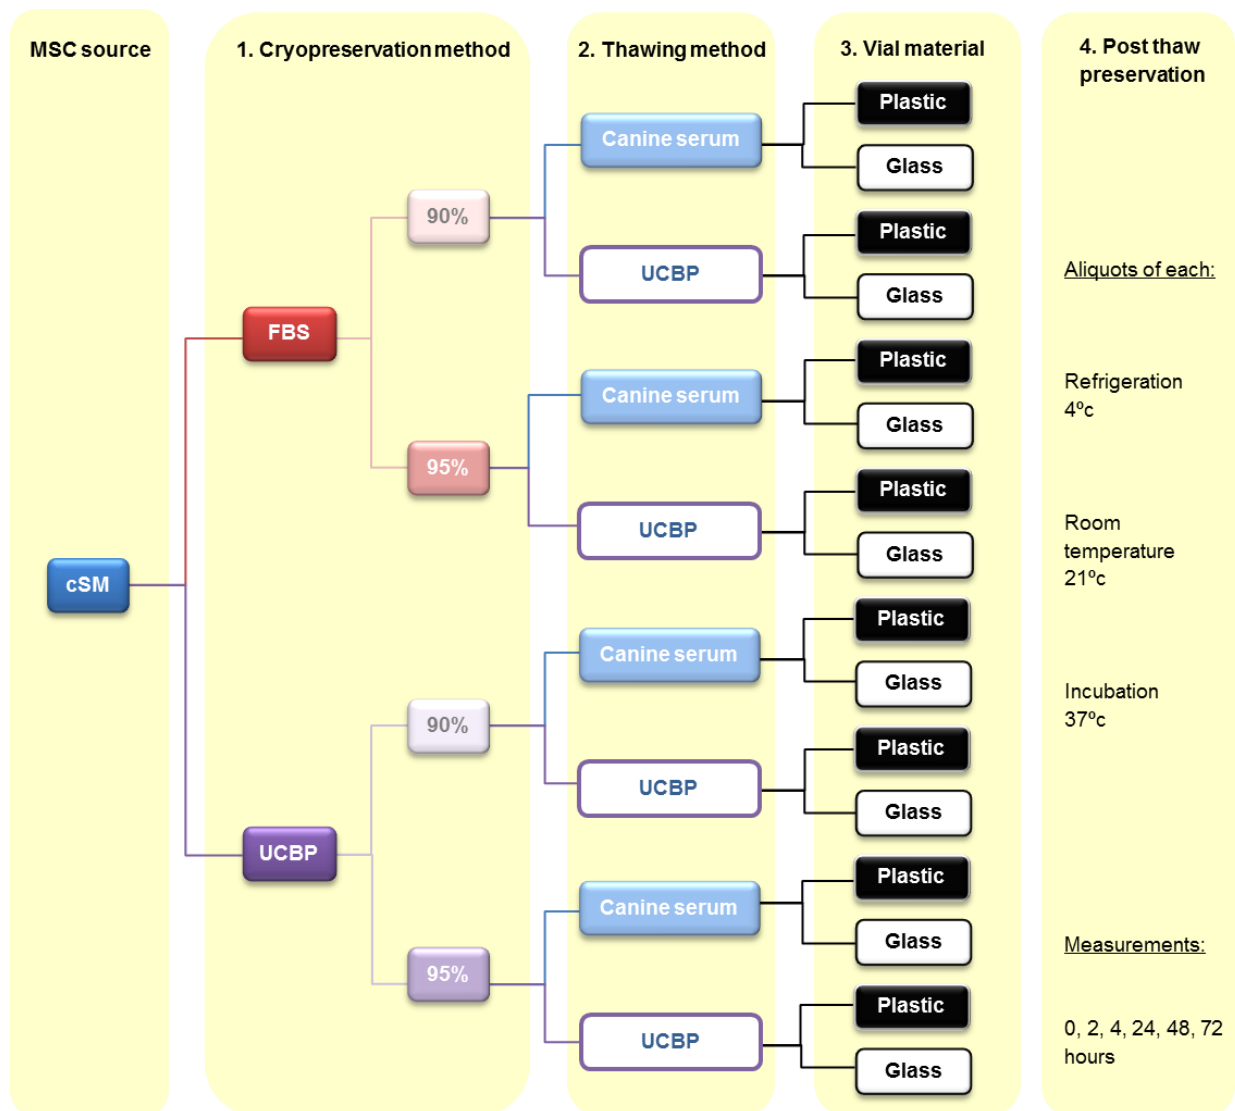 MSC source
1. Cryopreservation method
2. Thawing method
3. Vial material
4. Post thaw
preservation
cSM
FBS
90%
Canine serum
Plastic
Glass
UCBP
Plastic
Glass
95%
Canine serum
Plastic
Glass
UCBP
Plastic
Glass
UCBP
90%
Canine serum
Plastic
Glass
UCBP
Plastic
Glass
95%
Canine serum
Plastic
Glass
UCBP
Plastic
Glass
Aliquots of each:
Refrigeration
4ºc
Room
temperature
21ºc
Incubation
37ºc
Measurements:
0, 2, 4, 24, 48, 72
hours